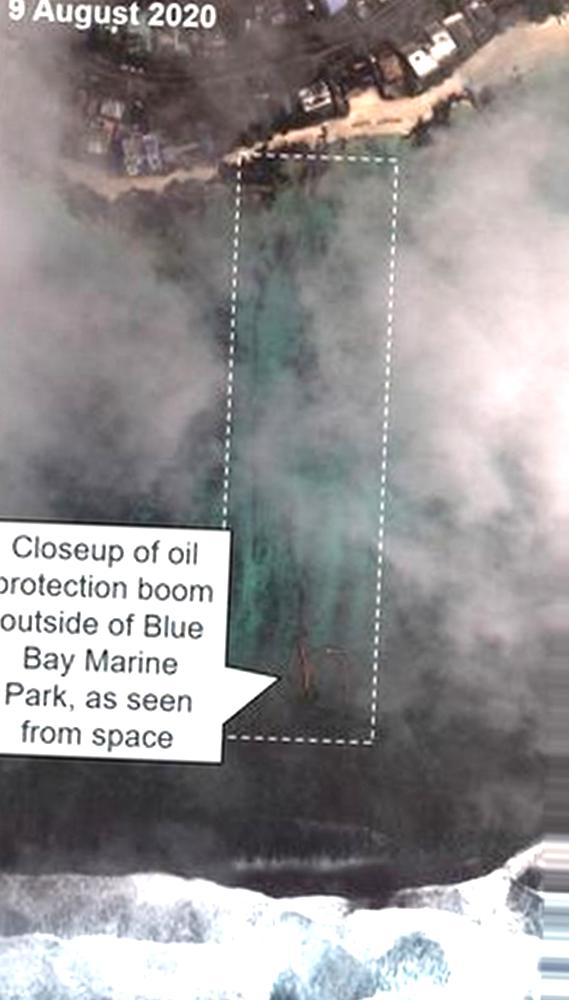 9 August 2020
Closeup of oil
protection boom
outside of Blue
Bay Marine
Park, as seen
from space